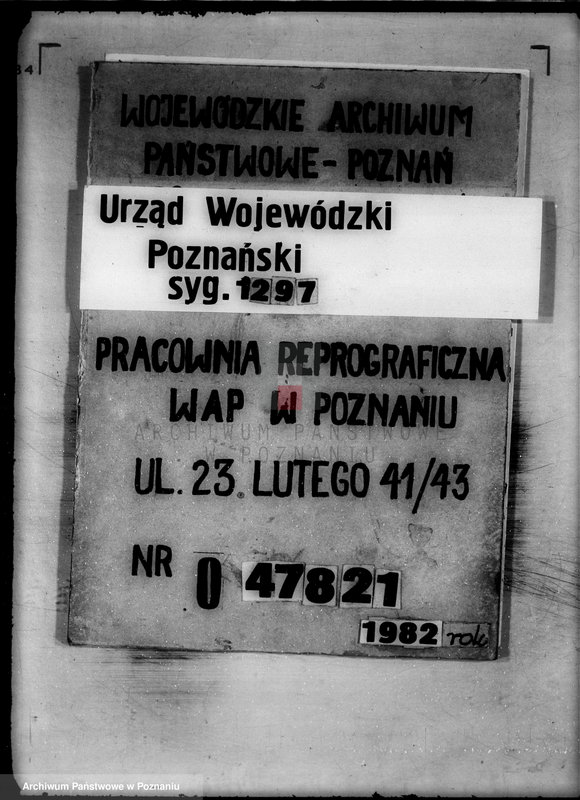 84
WOJEWÓDZKIE ARCHIWUM
PAŃSTWOWE - POZNAŃ
Urząd Wojewódzki
Poznański
syg. 1297
PRACOWNIA REPROGRAFICZNA
WAP W POZNANIU
ARCHIWUM PAŃSTWOWE
W POZNANIU
UL. 23 LUTEGO 41/43
NR 0 47821
1982 rok
Archiwum Państwowe w Poznaniu